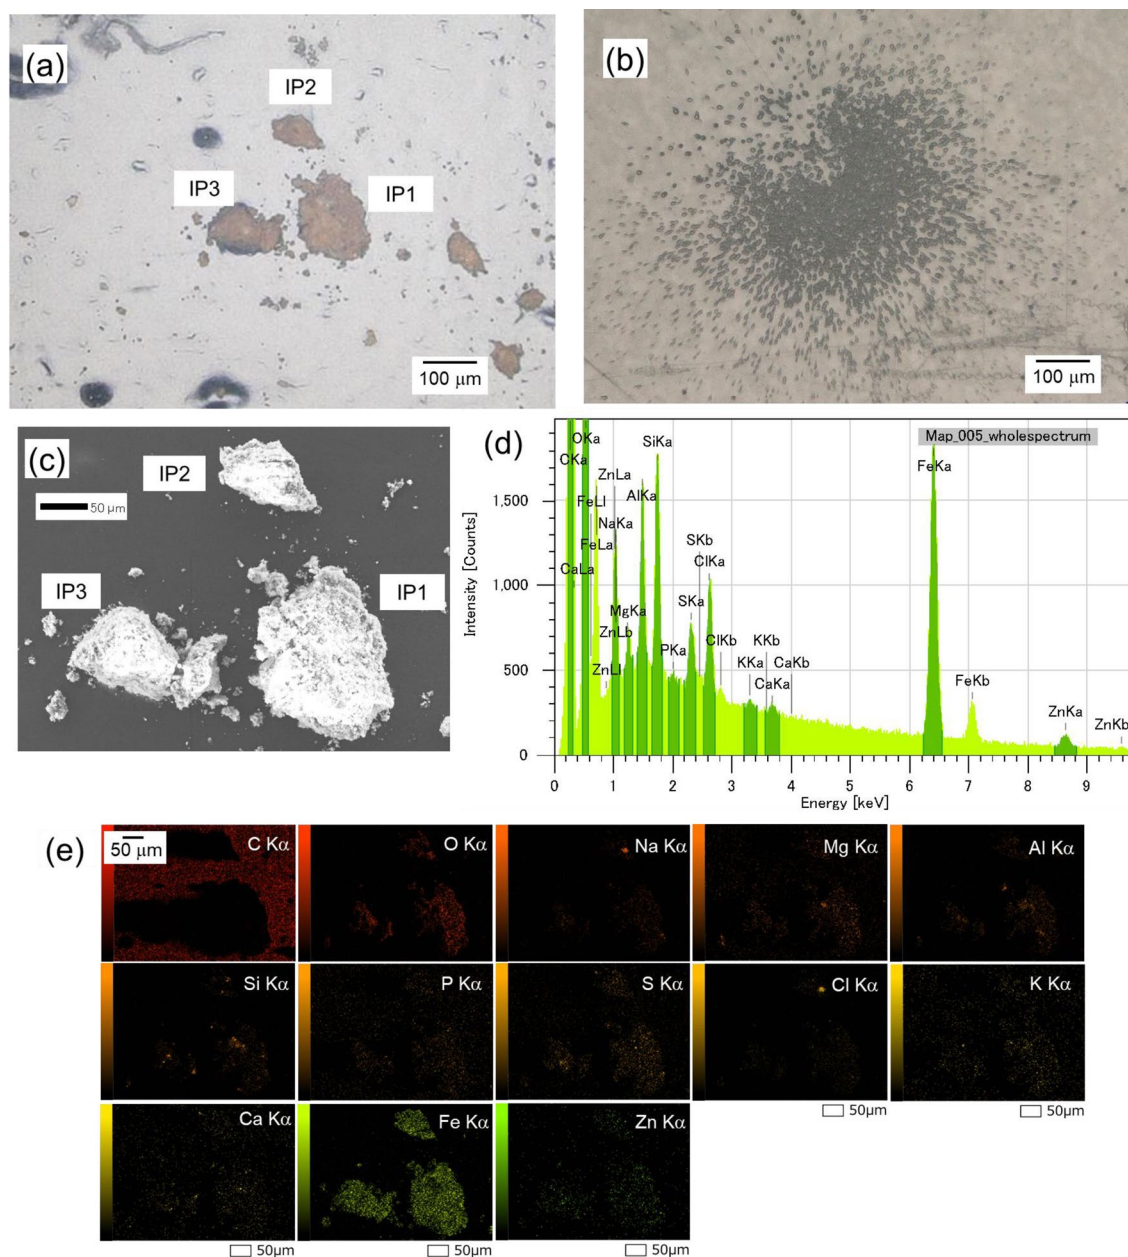 (a)
IP2
IP3
IP1
100 μm
(b)
100 μm
(c)
IP2
50 μm
IP3
IP1
(d)
Map_005_wholespectrum
OKa
SiKa
CKa
FeKa
ZnLa
FeLl
AlKa
NaKa
FeLa
SKb
CaLa
ClKa
MgKa
ZnLb
SKa
ClKb
KKb
PKa
KKa
CaKb
ZnLl
CaKa
FeKb
ZnKa
ZnKb
Intensity [Counts]
1,500
1,000
500
0
0 1 2 3 4 5 6 7 8 9
Energy [keV]
(e)
50 μm
C Kα
O Kα
Na Kα
Mg Kα
Al Kα
Si Kα
P Kα
S Kα
Cl Kα
K Kα
50μm
50μm
Ca Kα
Fe Kα
Zn Kα
50μm
50μm
50μm